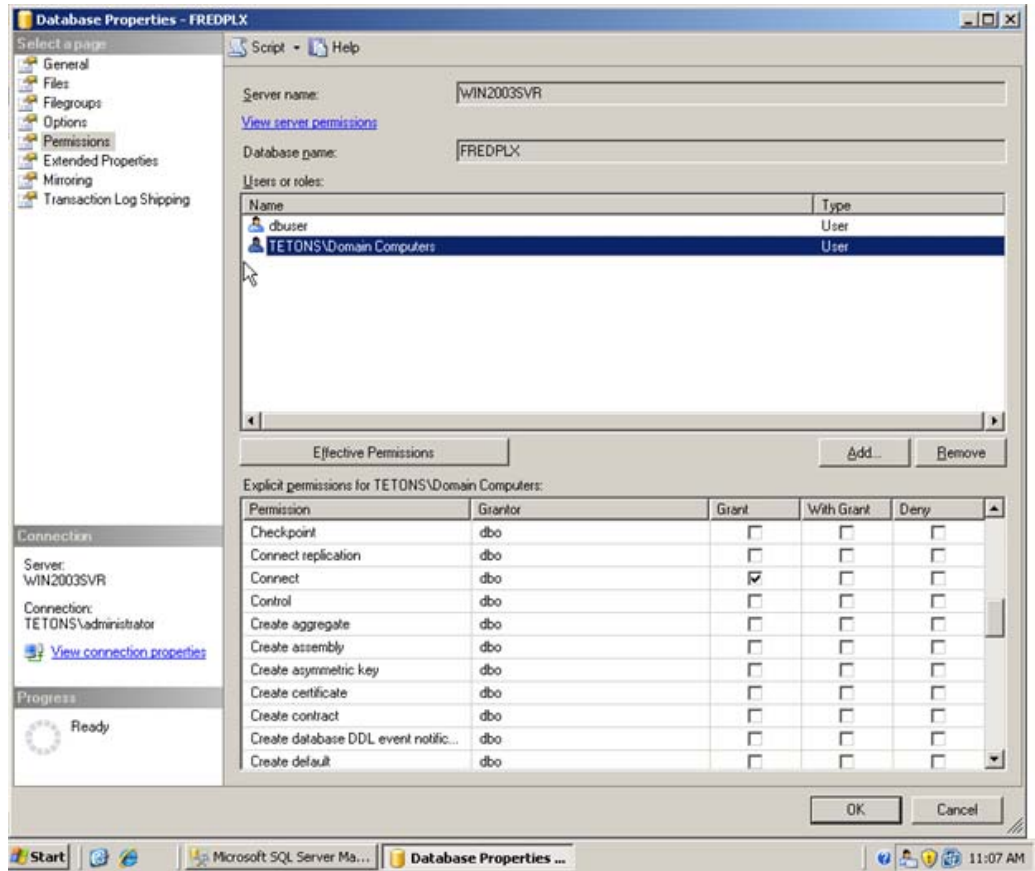 Database Properties - FREDPLX
Select a page
General
Files
Filegroups
Options
Permissions
Extended Properties
Mirroring
Transaction Log Shipping
Script Help
Server name: WIN2003SVR
View server permissions
Database name: FREDPLX
Users or roles:
Name Type
dbuser User
TETONS\Domain Computers User
Effective Permissions Add... Remove
Explicit permissions for TETONS\Domain Computers:
Permission Grantor Grant With Grant Deny
Checkpoint dbo
Connect replication dbo
Connect dbo
Control dbo
Create aggregate dbo
Create assembly dbo
Create asymmetric key dbo
Create certificate dbo
Create contract dbo
Create database DDL event notific... dbo
Create default dbo
Connection
Server:
WIN2003SVR
Connection:
TETONS\administrator
View connection properties
Progress
Ready
OK Cancel
Start Microsoft SQL Server Ma... Database Properties ... 11:07 AM